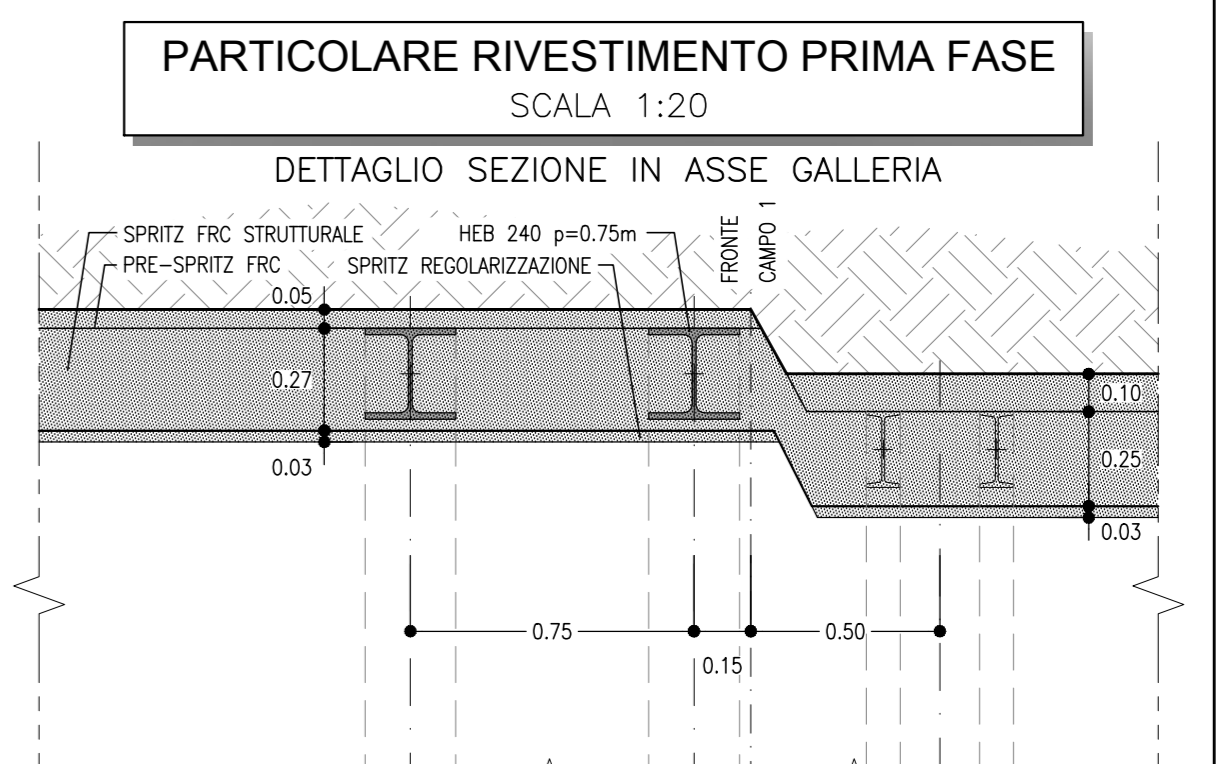 PARTICOLARE RIVESTIMENTO PRIMA FASE
SCALA 1:20
DETTAGLIO SEZIONE IN ASSE GALLERIA
SPRITZ FRC STRUTTURALE
HEB 240 p=0.75m
PRE-SPRITZ FRC
SPRITZ REGOLARIZZAZIONE
FRONTE
CAMPO 1
0.05
0.27
0.03
0.10
0.25
0.03
0.75
0.15
0.50